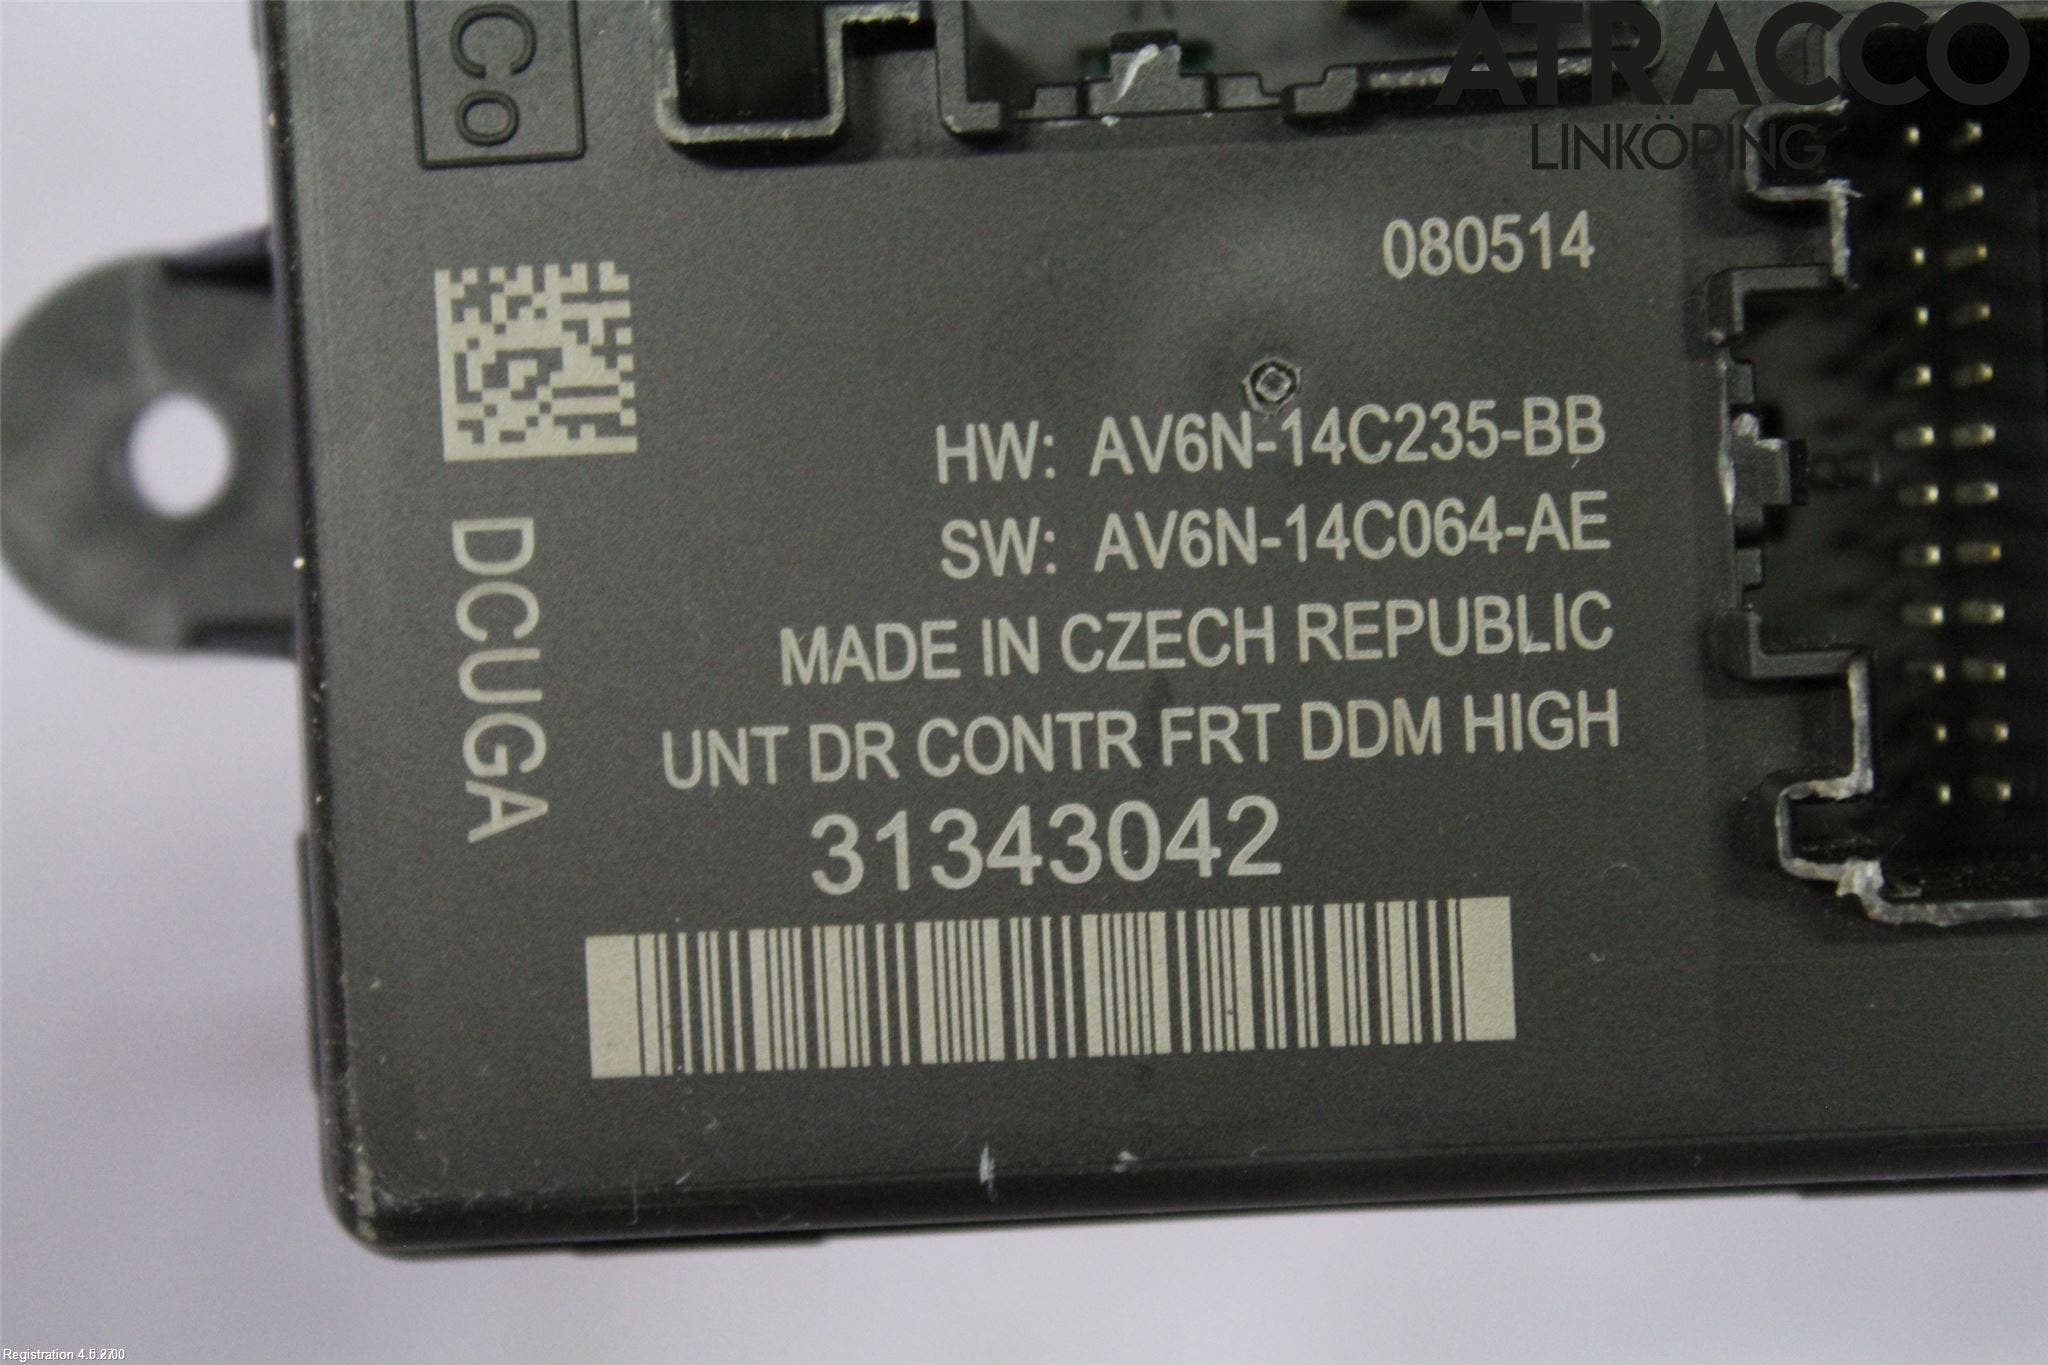 ATRACCO
LINKÖPING
Co
080514
HW: AV6N-14C235-BB
SW: AV6N-14C064-AE
MADE IN CZECH REPUBLIC
UNT DR CONTR FRT DDM HIGH
31343042
DCUGA
Registration